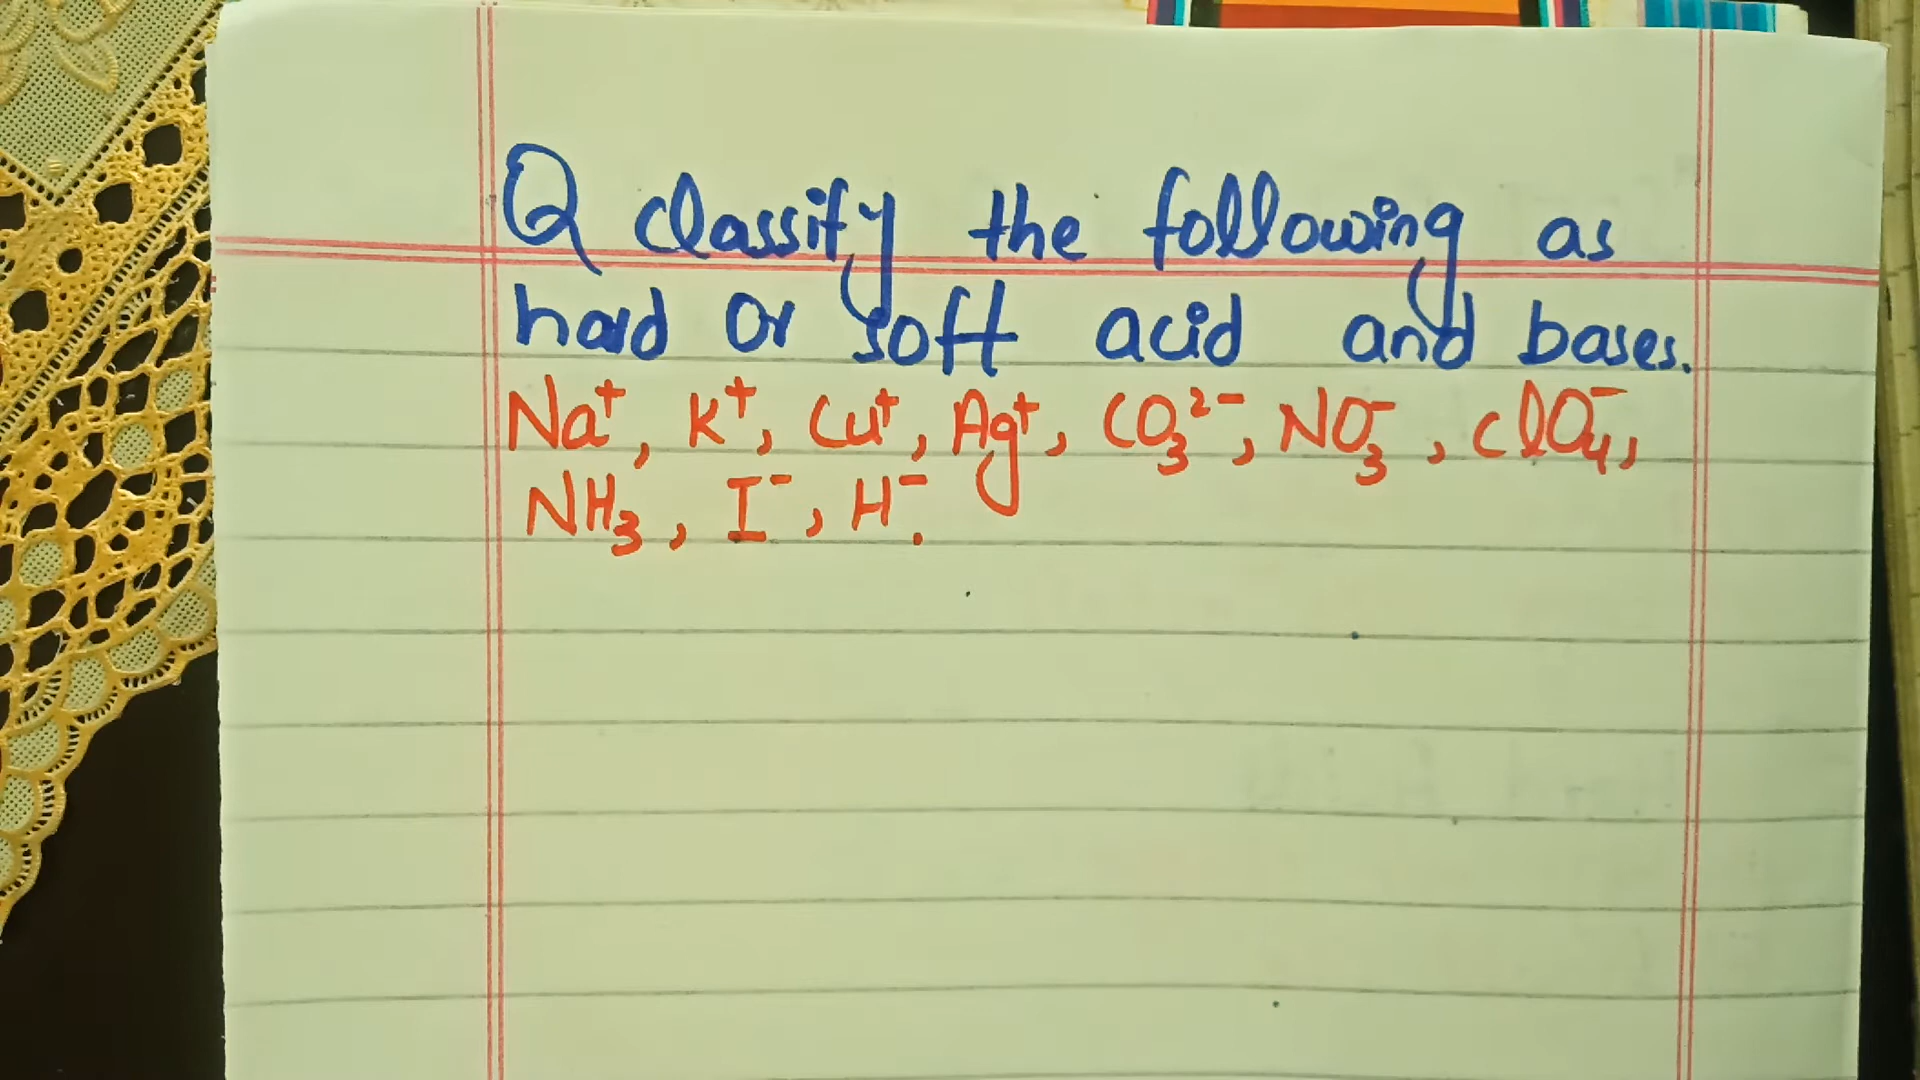 Q classify the following as
hard or soft acid and bases.
Na⁺, K⁺, Cu⁺, Ag⁺, CO₃²⁻, NO₃⁻, ClO₄⁻,
NH₃, I⁻, H⁻.